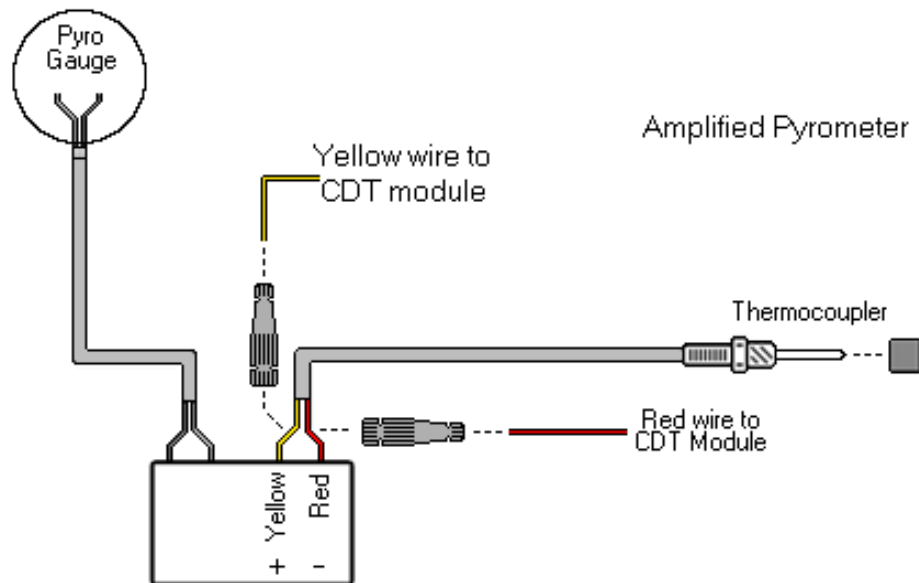 Pyro
Gauge
Amplified Pyrometer
Yellow wire to
CDT module
Thermocoupler
Red wire to
CDT Module
Yellow
Red
+
-